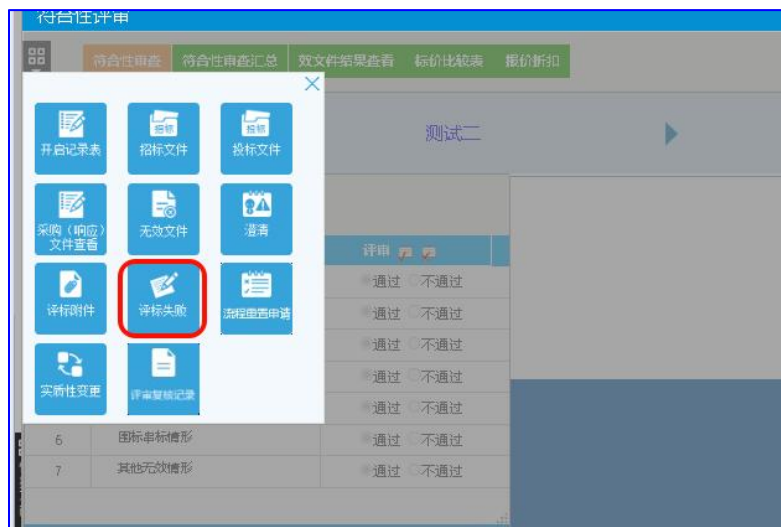 符合性评审
符合性审查 符合性审查汇总 效文件结果查看 标价比较表 报价折扣
测试二
开启记录表 招标文件 投标文件
采购（响应）文件查看 无效文件 澄清
评标附件 评标失败 流程重置申请
实质性变更 评审复核记录
评审
通过 不通过
通过 不通过
通过 不通过
通过 不通过
通过 不通过
6 围标串标情形 通过 不通过
7 其他无效情形 通过 不通过